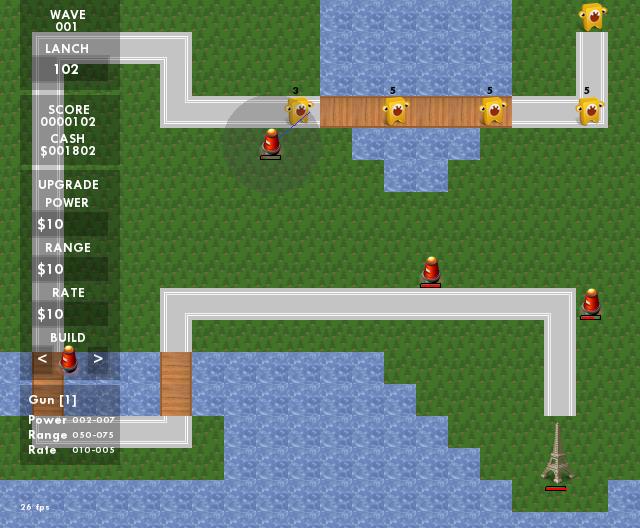 WAVE
001
LANCH
102
3
5
5
5
SCORE
0000102
CASH
$001802
UPGRADE
POWER
$10
RANGE
$10
RATE
$10
BUILD
< >
Gun [1]
Power 002-007
Range 050-075
Rate 010-005
26 fps